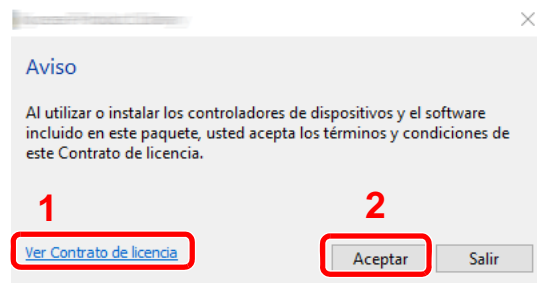 Aviso
Al utilizar o instalar los controladores de dispositivos y el software
incluido en este paquete, usted acepta los términos y condiciones de
este Contrato de licencia.
1
2
Ver Contrato de licencia
Aceptar
Salir